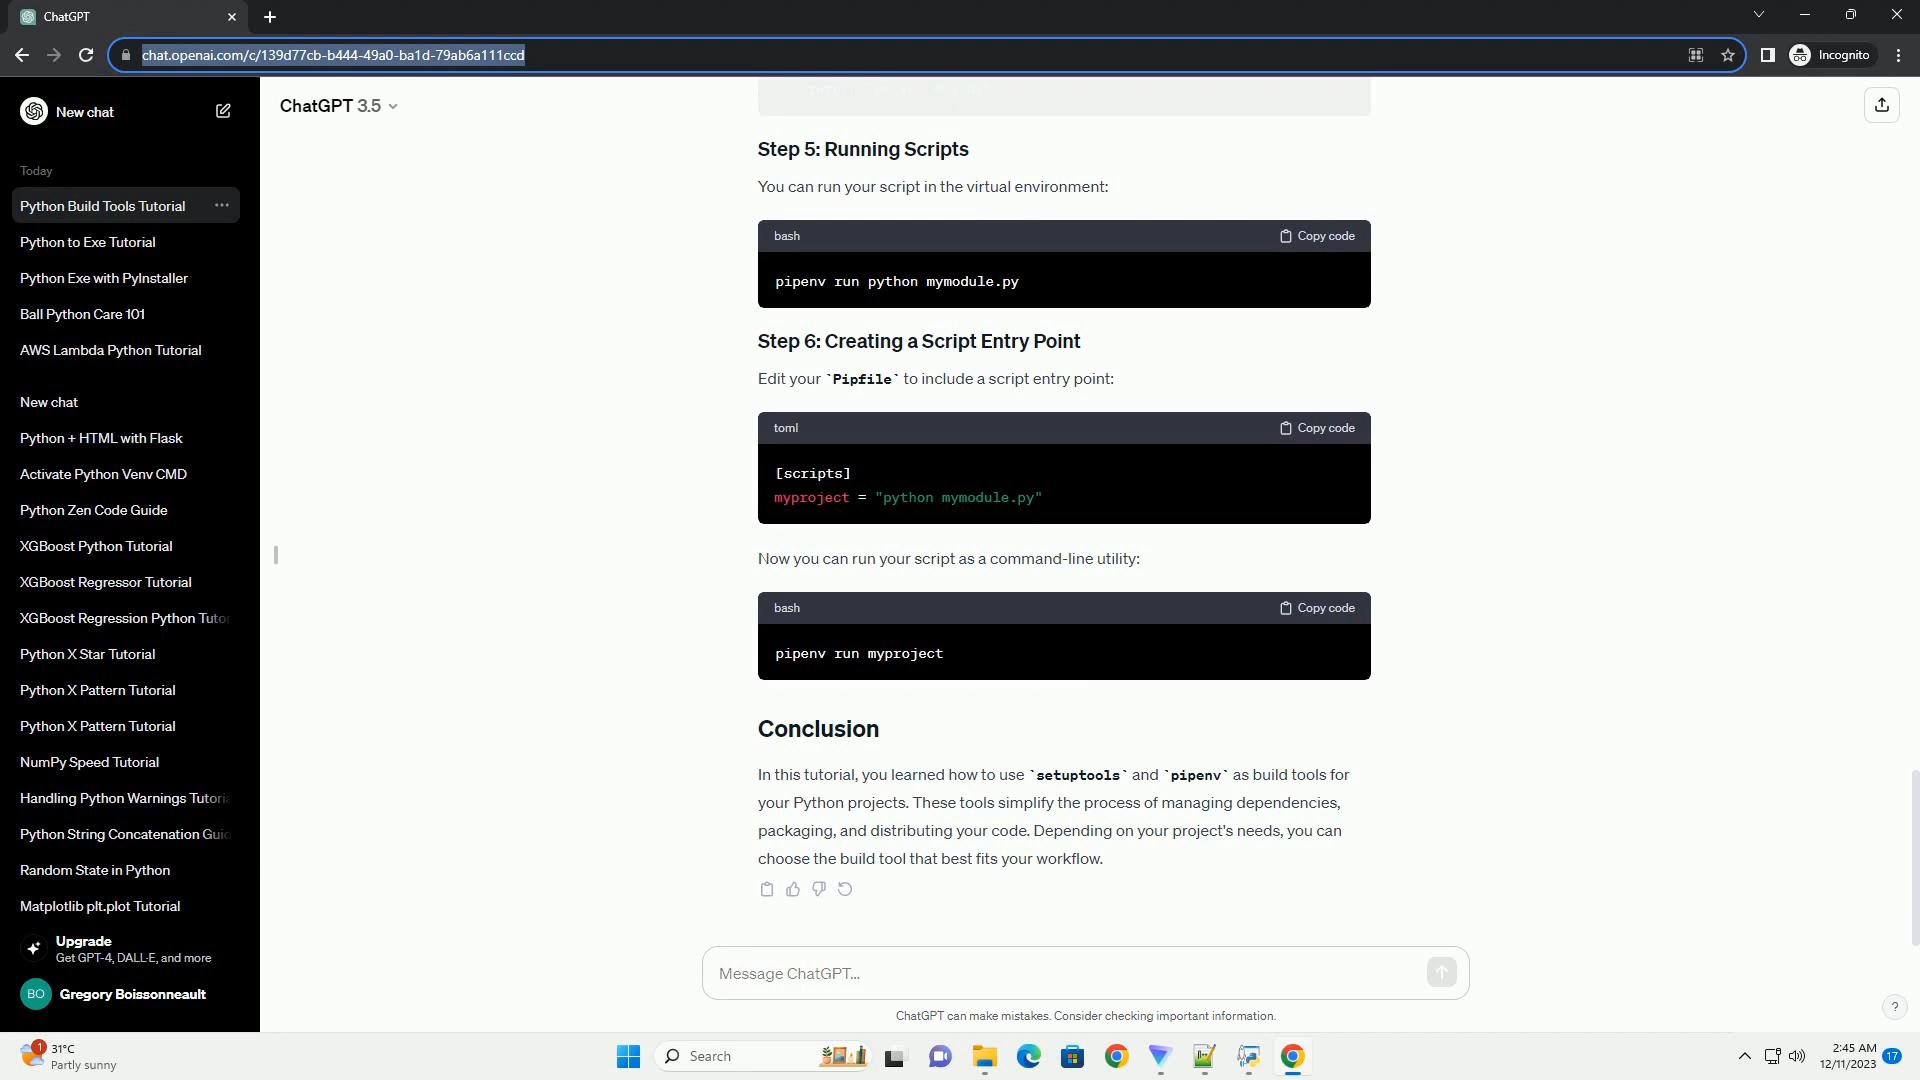 ChatGPT
chat.openai.com/c/139d77cb-b444-49a0-ba1d-79ab6a111ccd
Incognito
New chat
Today
Python Build Tools Tutorial
Python to Exe Tutorial
Python Exe with PyInstaller
Ball Python Care 101
AWS Lambda Python Tutorial
New chat
Python + HTML with Flask
Activate Python Venv CMD
Python Zen Code Guide
XGBoost Python Tutorial
XGBoost Regressor Tutorial
XGBoost Regression Python Tuto
Python X Star Tutorial
Python X Pattern Tutorial
Python X Pattern Tutorial
NumPy Speed Tutorial
Handling Python Warnings Tutori
Python String Concatenation Gui
Random State in Python
Matplotlib plt.plot Tutorial
Upgrade
Get GPT-4, DALL·E, and more
BO Gregory Boissonneault
ChatGPT 3.5
Step 5: Running Scripts
You can run your script in the virtual environment:
bash Copy code
pipenv run python mymodule.py
Step 6: Creating a Script Entry Point
Edit your `Pipfile` to include a script entry point:
toml Copy code
[scripts]
myproject = "python mymodule.py"
Now you can run your script as a command-line utility:
bash Copy code
pipenv run myproject
Conclusion
In this tutorial, you learned how to use `setuptools` and `pipenv` as build tools for
your Python projects. These tools simplify the process of managing dependencies,
packaging, and distributing your code. Depending on your project's needs, you can
choose the build tool that best fits your workflow.
Message ChatGPT...
ChatGPT can make mistakes. Consider checking important information.
?
1
31°C
Partly sunny
Search
2:45 AM
12/11/2023
17